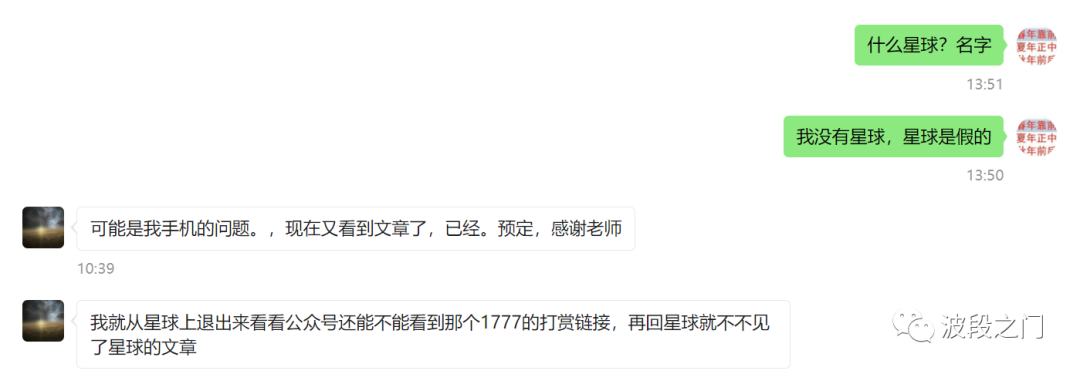 什么星球？名字
13:51
我没有星球，星球是假的
13:50
可能是我手机的问题。，现在又看到文章了，已经。预定，感谢老师
10:39
我就从星球上退出来看看公众号还能不能看到那个1777的打赏链接，再回星球就不不见
了星球的文章
波段之门